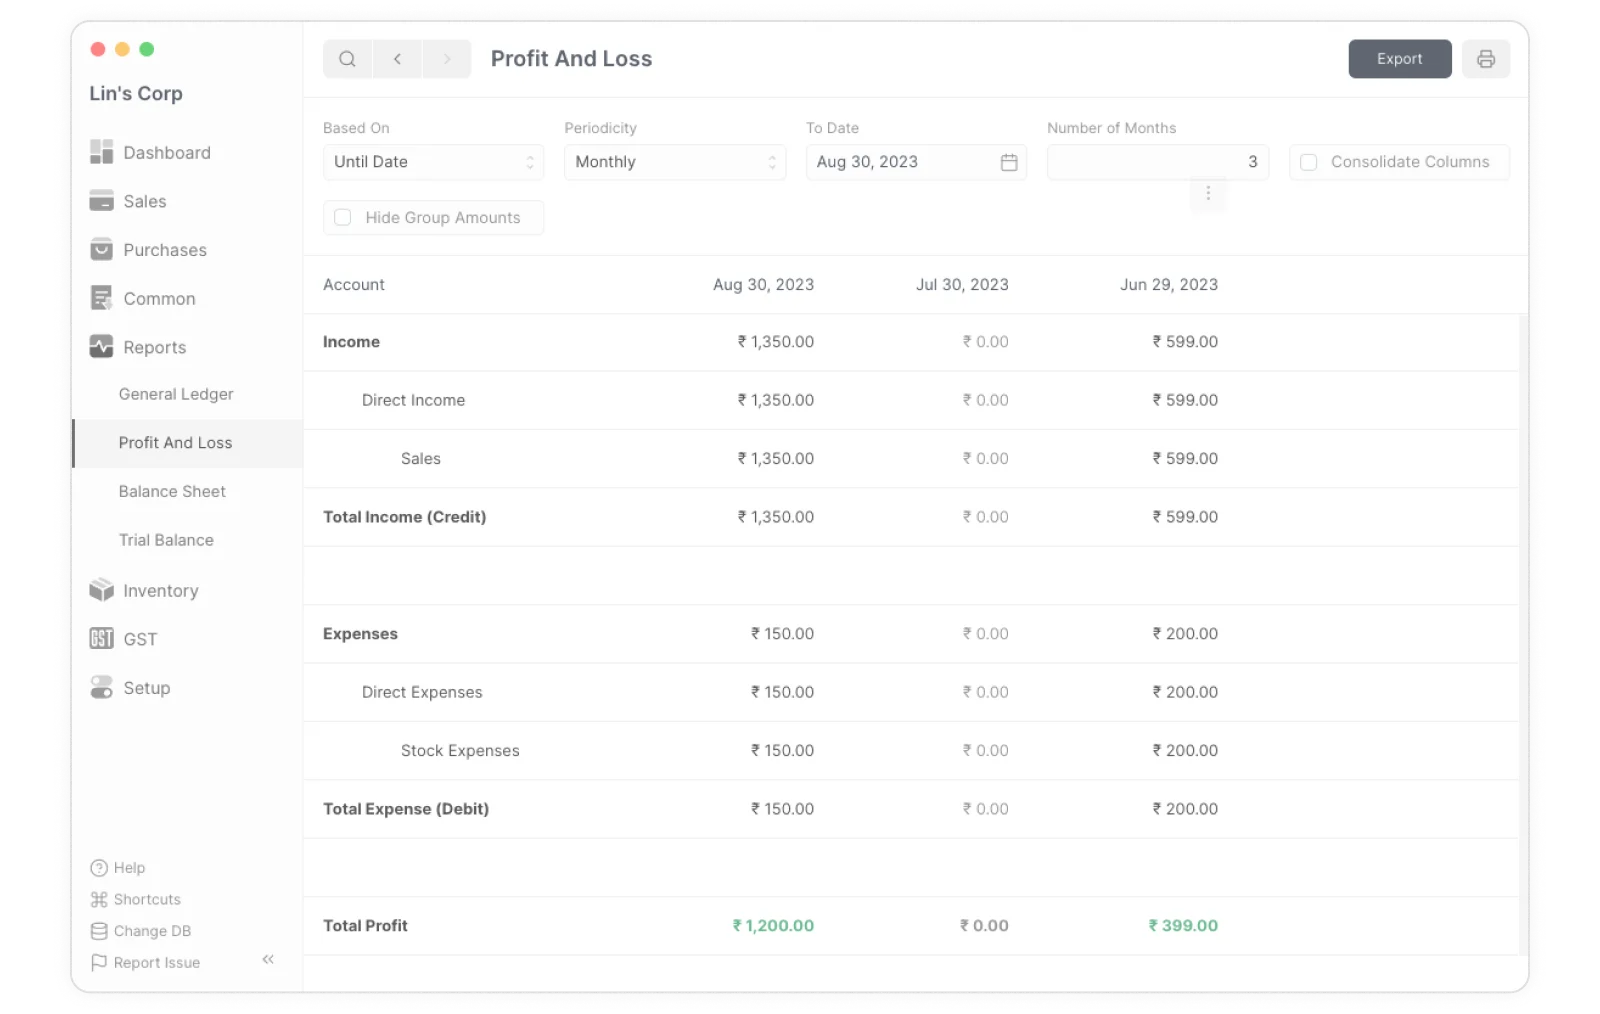 Lin's Corp
Dashboard
Sales
Purchases
Common
Reports
General Ledger
Profit And Loss
Balance Sheet
Trial Balance
Inventory
GST GST
Setup
Help
Shortcuts
Change DB
Report Issue
Profit And Loss
Export
Based On Periodicity To Date Number of Months
Until Date Monthly Aug 30, 2023 3 Consolidate Columns
Hide Group Amounts
Account Aug 30, 2023 Jul 30, 2023 Jun 29, 2023
Income ₹ 1,350.00 ₹ 0.00 ₹ 599.00
Direct Income ₹ 1,350.00 ₹ 0.00 ₹ 599.00
Sales ₹ 1,350.00 ₹ 0.00 ₹ 599.00
Total Income (Credit) ₹ 1,350.00 ₹ 0.00 ₹ 599.00
Expenses ₹ 150.00 ₹ 0.00 ₹ 200.00
Direct Expenses ₹ 150.00 ₹ 0.00 ₹ 200.00
Stock Expenses ₹ 150.00 ₹ 0.00 ₹ 200.00
Total Expense (Debit) ₹ 150.00 ₹ 0.00 ₹ 200.00
Total Profit ₹ 1,200.00 ₹ 0.00 ₹ 399.00